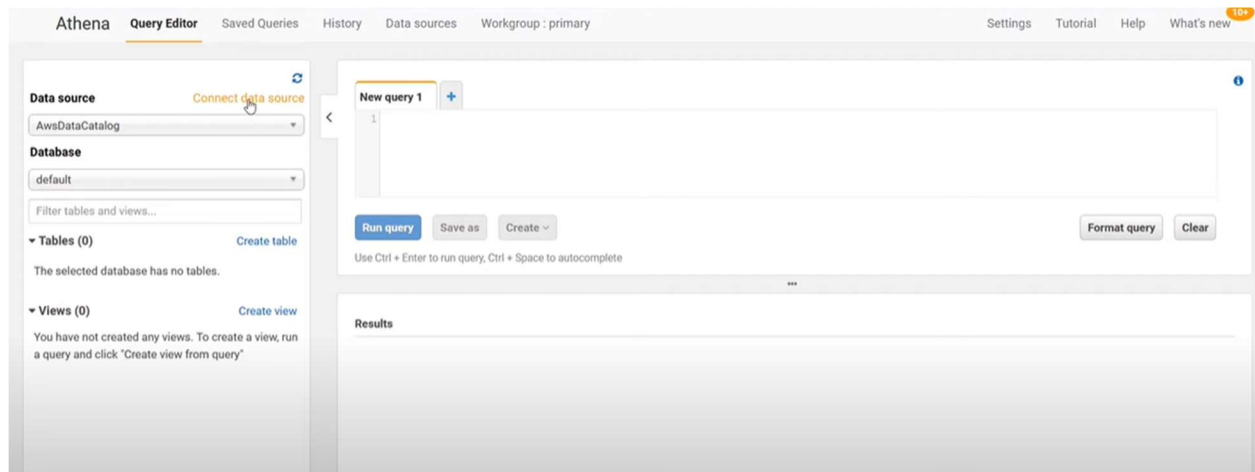 Athena Query Editor Saved Queries History Data sources Workgroup : primary Settings Tutorial Help What's new 10+
Data source Connect data source
AwsDataCatalog
Database
default
Filter tables and views...
Tables (0) Create table
The selected database has no tables.
Views (0) Create view
You have not created any views. To create a view, run
a query and click "Create view from query"
New query 1 +
1
Run query Save as Create Format query Clear
Use Ctrl + Enter to run query, Ctrl + Space to autocomplete
Results